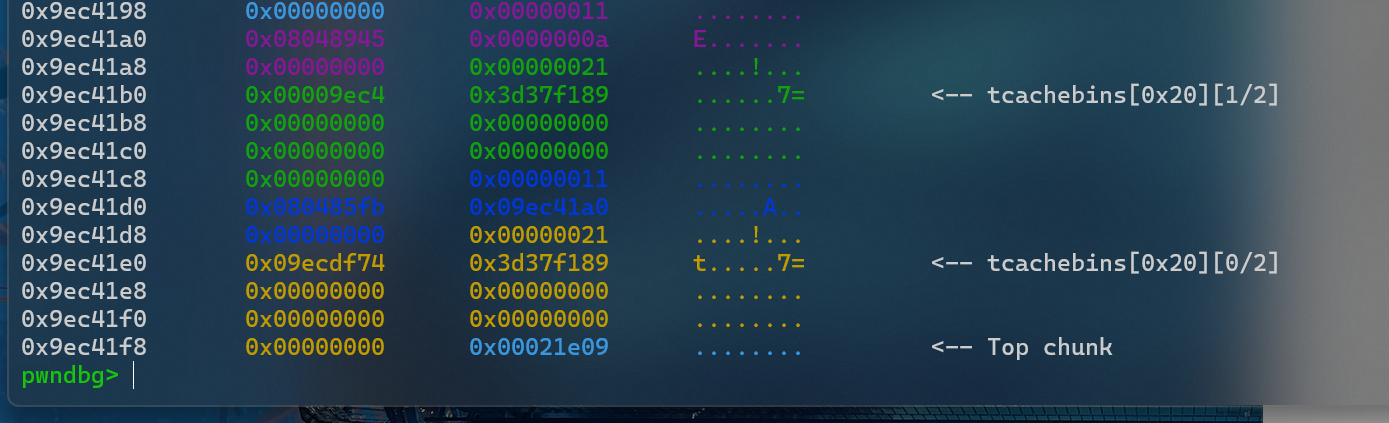 0x9ec4198 0x00000000 0x00000011 ........
0x9ec41a0 0x08048945 0x0000000a E.......
0x9ec41a8 0x00000000 0x00000021 ....!...
0x9ec41b0 0x00009ec4 0x3d37f189 ......7= <-- tcachebins[0x20][1/2]
0x9ec41b8 0x00000000 0x00000000 ........
0x9ec41c0 0x00000000 0x00000000 ........
0x9ec41c8 0x00000000 0x00000011 ........
0x9ec41d0 0x080485fb 0x09ec41a0 .....A..
0x9ec41d8 0x00000000 0x00000021 ....!...
0x9ec41e0 0x09ecdf74 0x3d37f189 t.....7= <-- tcachebins[0x20][0/2]
0x9ec41e8 0x00000000 0x00000000 ........
0x9ec41f0 0x00000000 0x00000000 ........
0x9ec41f8 0x00000000 0x00021e09 ........ <-- Top chunk
pwndbg>